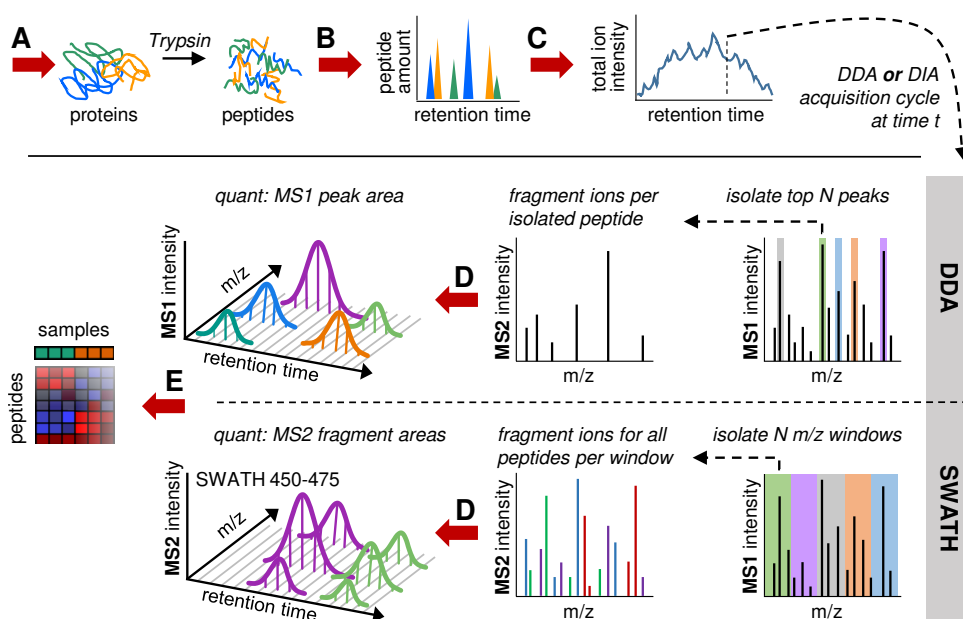 A
Trypsin
proteins
peptides
B
peptide
amount
retention time
C
total ion
intensity
retention time
DDA or DIA
acquisition cycle
at time t
quant: MS1 peak area
MS1 intensity
m/z
retention time
D
fragment ions per
isolated peptide
MS2 intensity
m/z
isolate top N peaks
MS1 intensity
m/z
DDA
samples
peptides
E
quant: MS2 fragment areas
SWATH 450-475
MS2 intensity
m/z
retention time
D
fragment ions for all
peptides per window
MS2 intensity
m/z
isolate N m/z windows
MS1 intensity
m/z
SWATH